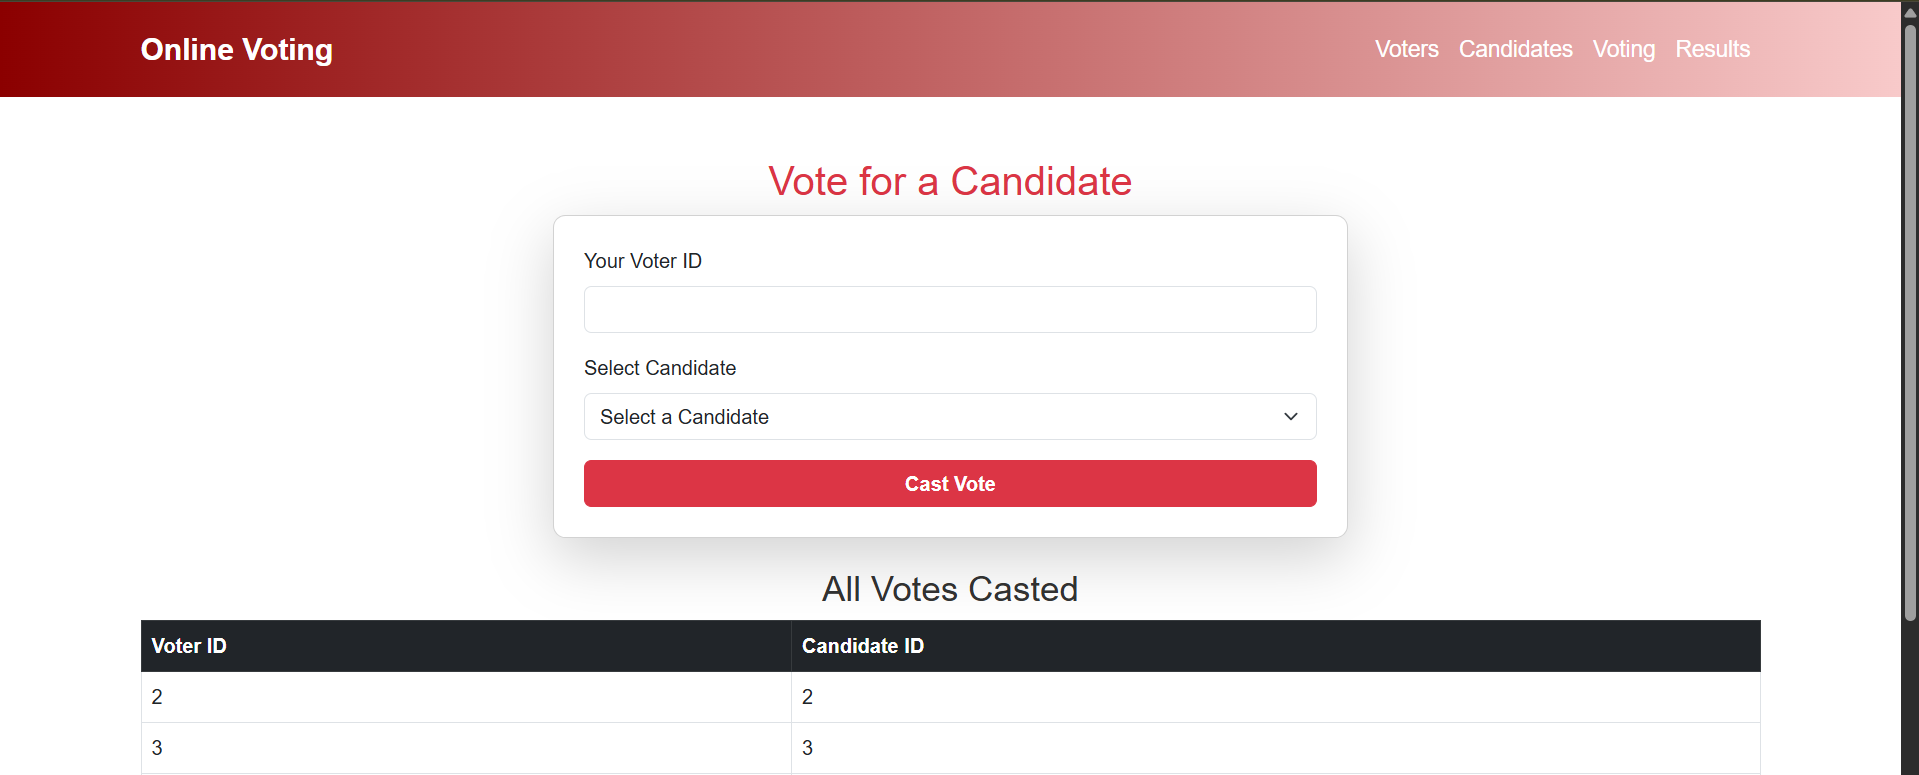 Online Voting Voters Candidates Voting Results
Vote for a Candidate
Your Voter ID
Select Candidate
Select a Candidate
Cast Vote
All Votes Casted
Voter ID Candidate ID
2 2
3 3